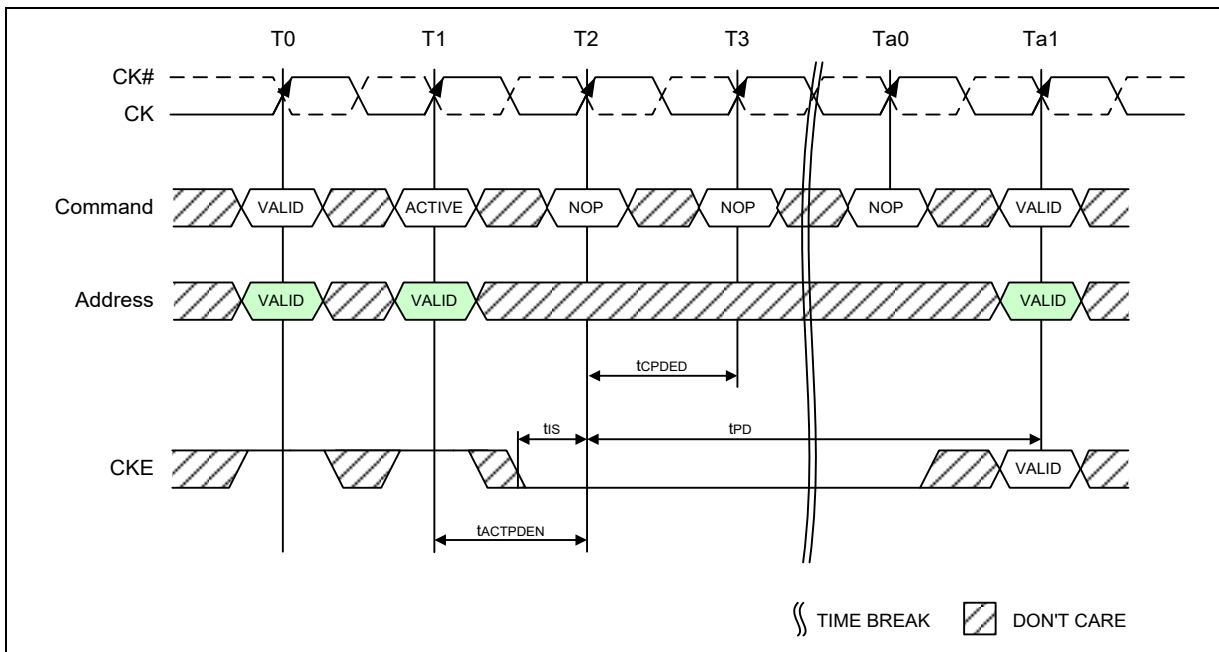 T0 T1 T2 T3 Ta0 Ta1
CK#
CK
Command VALID ACTIVE NOP NOP NOP VALID
Address VALID VALID VALID
tCPDED
tIS tPD
CKE VALID
tACTPDEN
TIME BREAK DON'T CARE